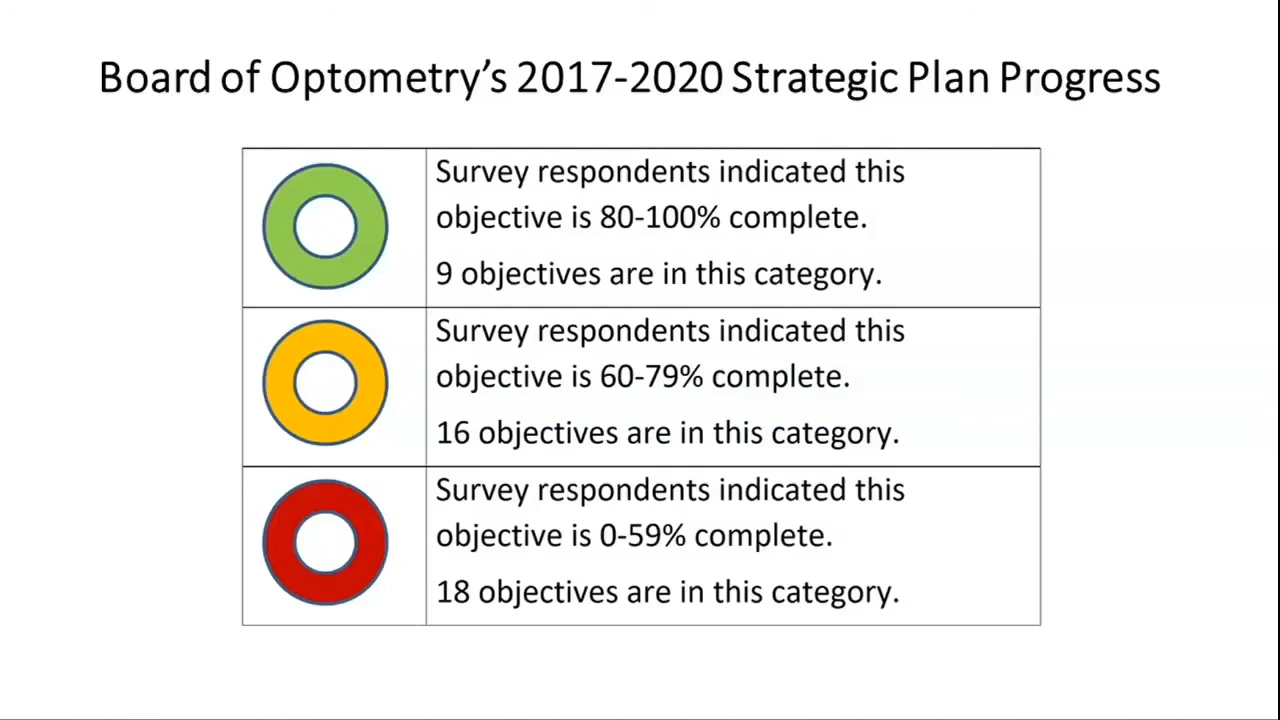 Board of Optometry’s 2017-2020 Strategic Plan Progress
Survey respondents indicated this
objective is 80-100% complete.
9 objectives are in this category.
Survey respondents indicated this
objective is 60-79% complete.
16 objectives are in this category.
Survey respondents indicated this
objective is 0-59% complete.
18 objectives are in this category.